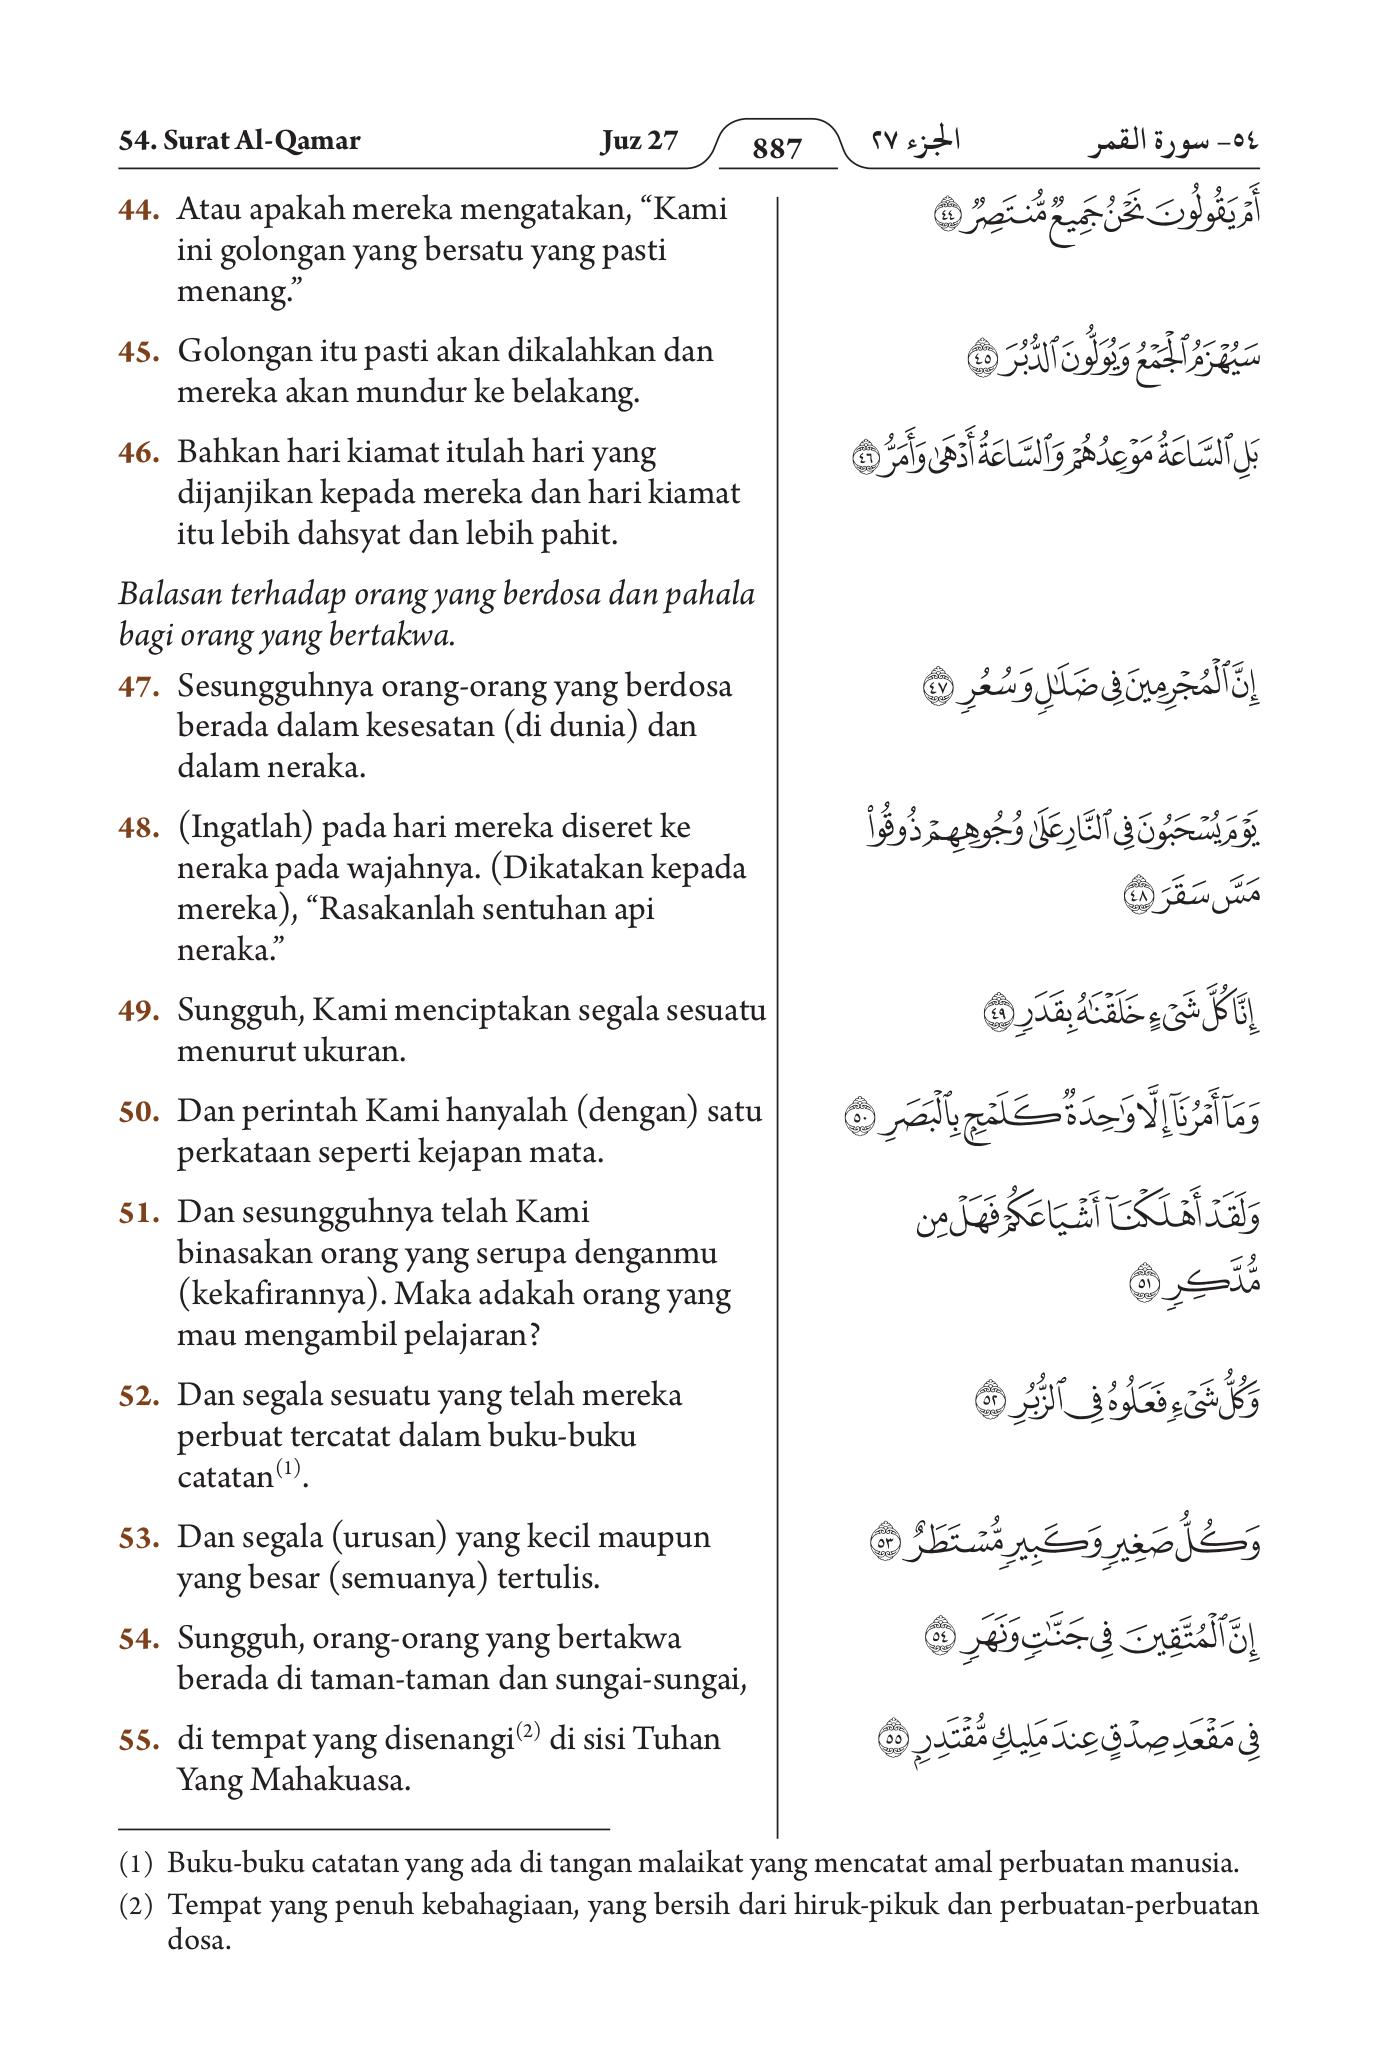 54. Surat Al-Qamar Juz 27 887 الجزء ٢٧ ٥٤- سورة القمر
44. Atau apakah mereka mengatakan, “Kami
ini golongan yang bersatu yang pasti
menang.”
أَمۡ يَقُولُونَ نَحۡنُ جَمِيعٞ مُّنتَصِرٞ ٤٤
45. Golongan itu pasti akan dikalahkan dan
mereka akan mundur ke belakang.
سَيُهۡزَمُ ٱلۡجَمۡعُ وَيُوَلُّونَ ٱلدُّبُرَ ٤٥
46. Bahkan hari kiamat itulah hari yang
dijanjikan kepada mereka dan hari kiamat
itu lebih dahsyat dan lebih pahit.
بَلِ ٱلسَّاعَةُ مَوۡعِدُهُمۡ وَٱلسَّاعَةُ أَدۡهَىٰ وَأَمَرُّ ٤٦
Balasan terhadap orang yang berdosa dan pahala
bagi orang yang bertakwa.
47. Sesungguhnya orang-orang yang berdosa
berada dalam kesesatan (di dunia) dan
dalam neraka.
إِنَّ ٱلۡمُجۡرِمِينَ فِي ضَلَٰلٖ وَسُعُرٖ ٤٧
48. (Ingatlah) pada hari mereka diseret ke
neraka pada wajahnya. (Dikatakan kepada
mereka), “Rasakanlah sentuhan api
neraka.”
يَوۡمَ يُسۡحَبُونَ فِي ٱلنَّارِ عَلَىٰ وُجُوهِهِمۡ ذُوقُواْ
مَسَّ سَقَرَ ٤٨
49. Sungguh, Kami menciptakan segala sesuatu
menurut ukuran.
إِنَّا كُلَّ شَيۡءٍ خَلَقۡنَٰهُ بِقَدَرٖ ٤٩
50. Dan perintah Kami hanyalah (dengan) satu
perkataan seperti kejapan mata.
وَمَآ أَمۡرُنَآ إِلَّا وَٰحِدَةٞ كَلَمۡحِۭ بِٱلۡبَصَرِ ٥٠
51. Dan sesungguhnya telah Kami
binasakan orang yang serupa denganmu
(kekafirannya). Maka adakah orang yang
mau mengambil pelajaran?
وَلَقَدۡ أَهۡلَكۡنَآ أَشۡيَاعَكُمۡ فَهَلۡ مِن
مُّدَّكِرٖ ٥١
52. Dan segala sesuatu yang telah mereka
perbuat tercatat dalam buku-buku
catatan(1).
وَكُلُّ شَيۡءٖ فَعَلُوهُ فِي ٱلزُّبُرِ ٥٢
53. Dan segala (urusan) yang kecil maupun
yang besar (semuanya) tertulis.
وَكُلُّ صَغِيرٖ وَكَبِيرٖ مُّسۡتَطَرٌ ٥٣
54. Sungguh, orang-orang yang bertakwa
berada di taman-taman dan sungai-sungai,
إِنَّ ٱلۡمُتَّقِينَ فِي جَنَّٰتٖ وَنَهَرٖ ٥٤
55. di tempat yang disenangi(2) di sisi Tuhan
Yang Mahakuasa.
فِي مَقۡعَدِ صِدۡقٍ عِندَ مَلِيكٖ مُّقۡتَدِرِۭ ٥٥
(1) Buku-buku catatan yang ada di tangan malaikat yang mencatat amal perbuatan manusia.
(2) Tempat yang penuh kebahagiaan, yang bersih dari hiruk-pikuk dan perbuatan-perbuatan
dosa.